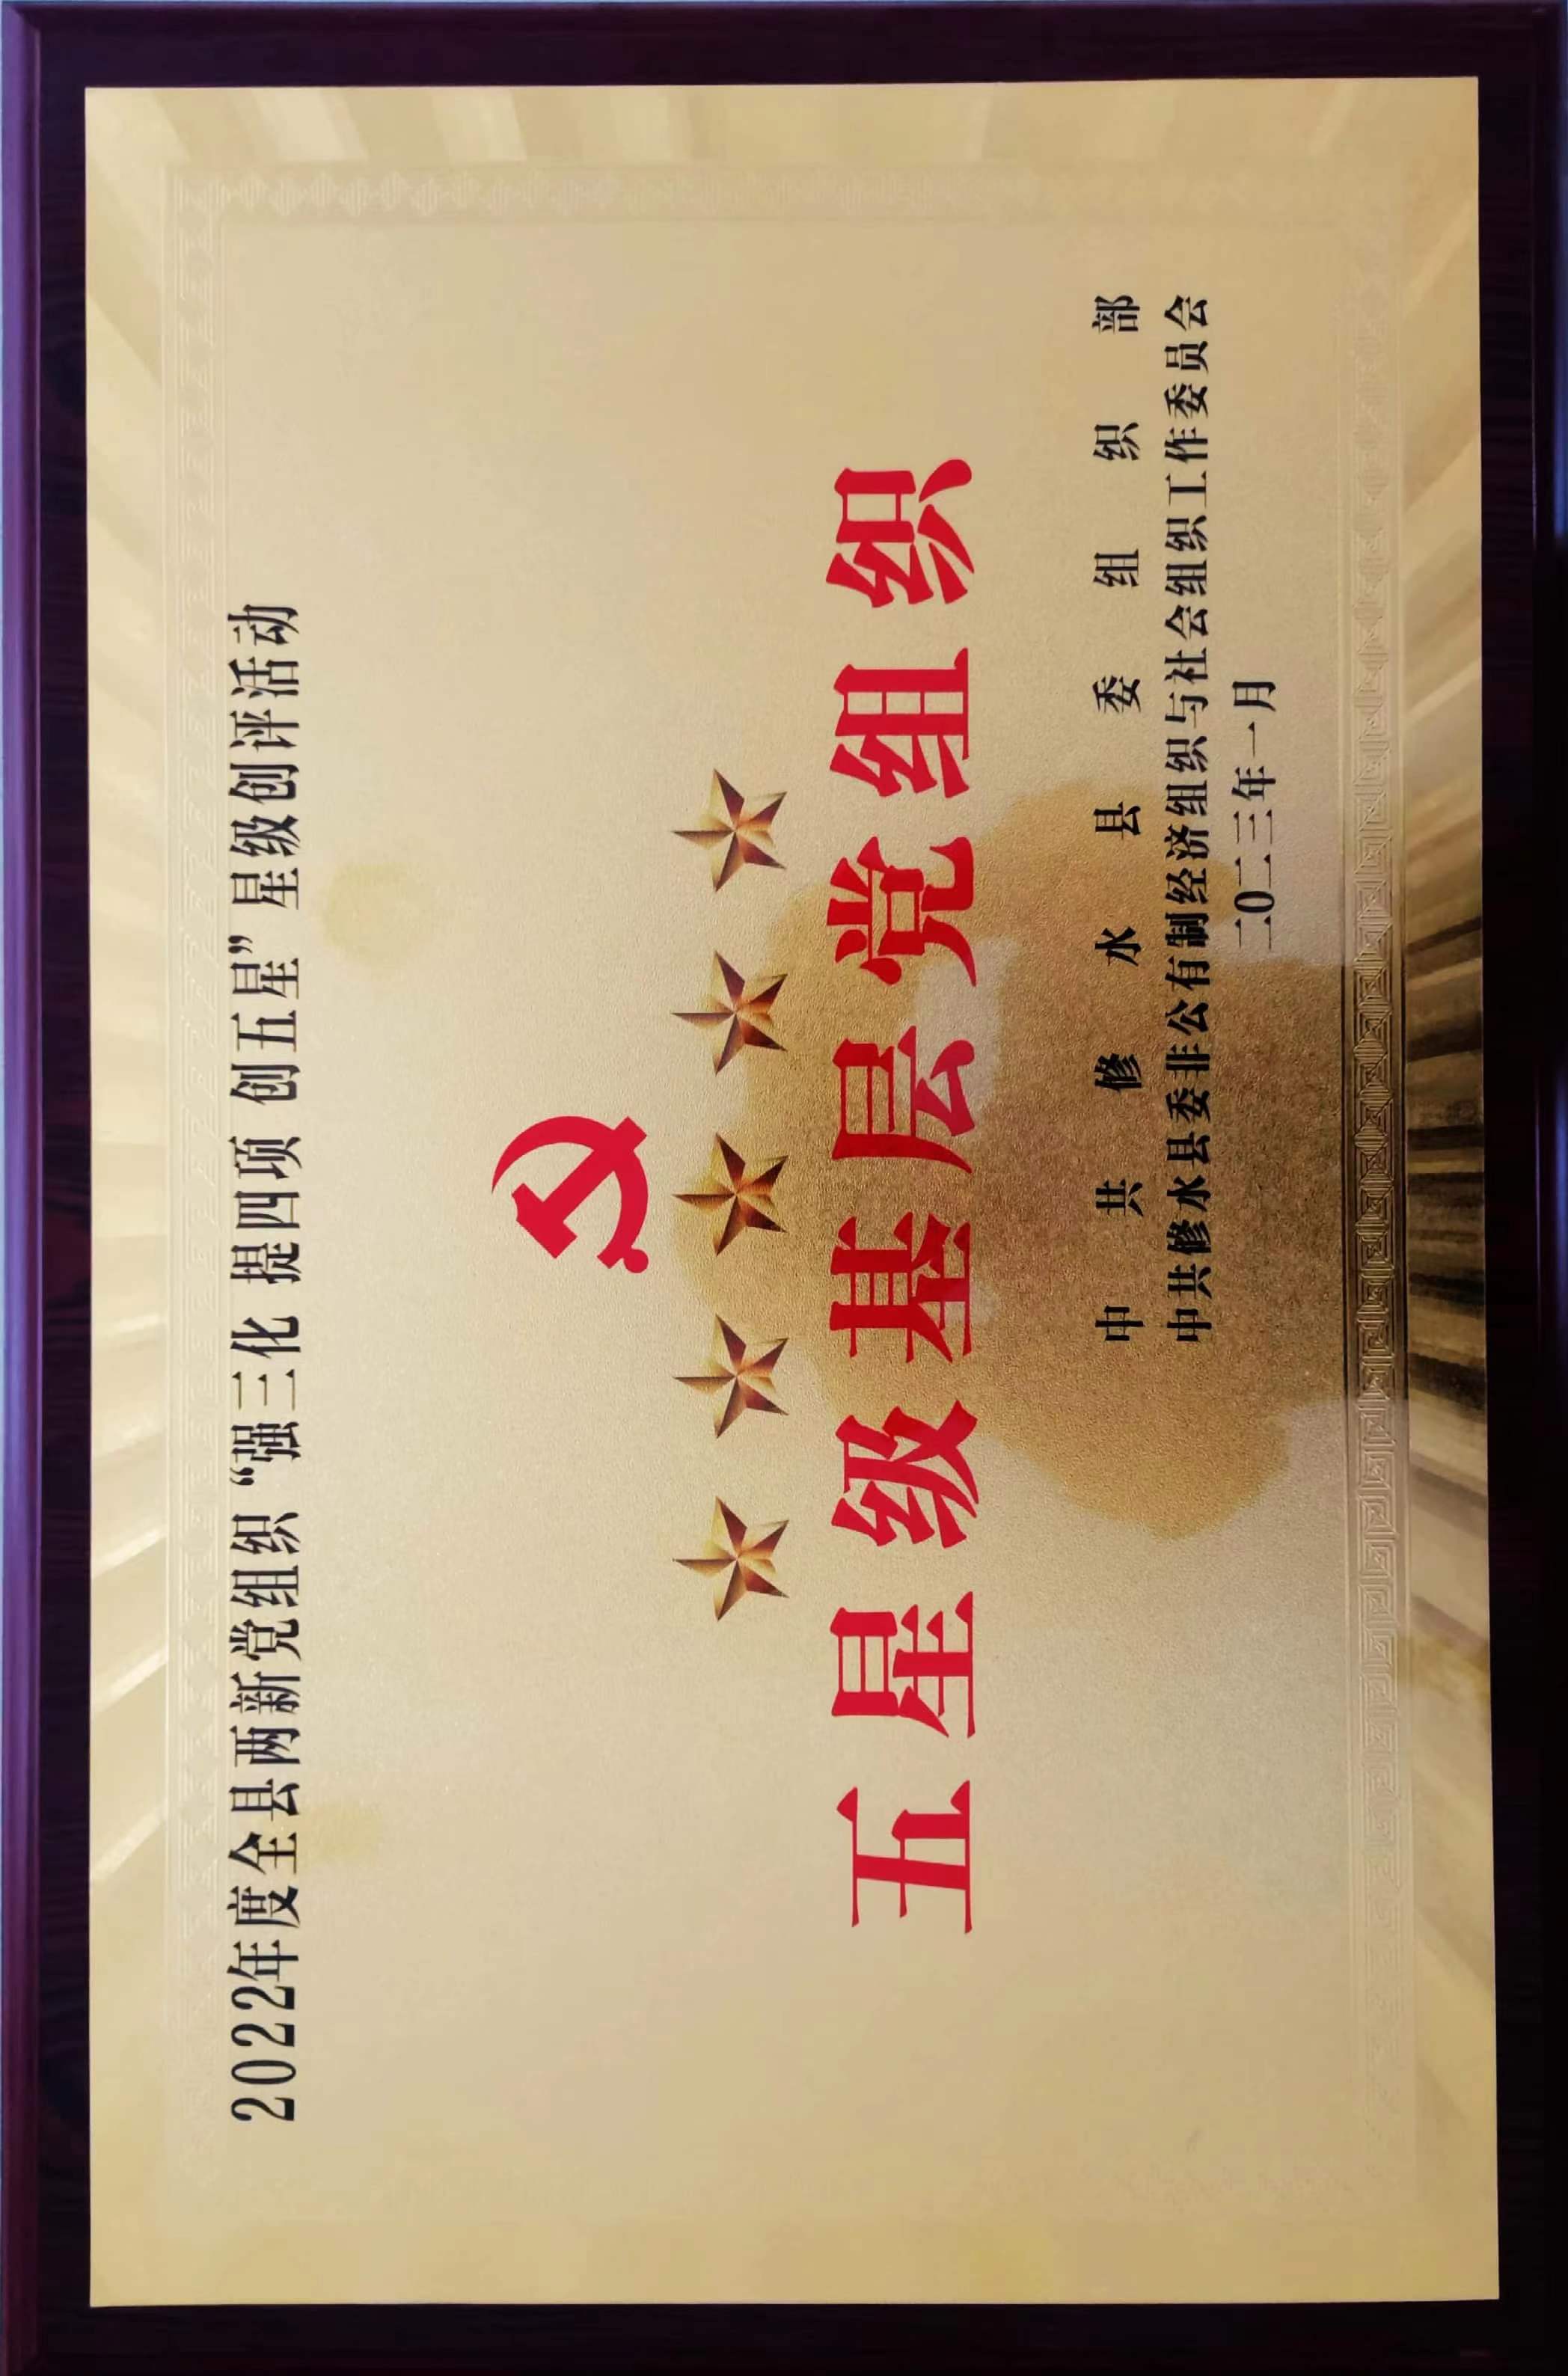 2022年度全县两新党组织“强三化 提四项 创五星”星级创评活动
五星级基层党组织
中共修水县委组织部
中共修水县委非公有制经济组织与社会组织工作委员会
二0二三年一月